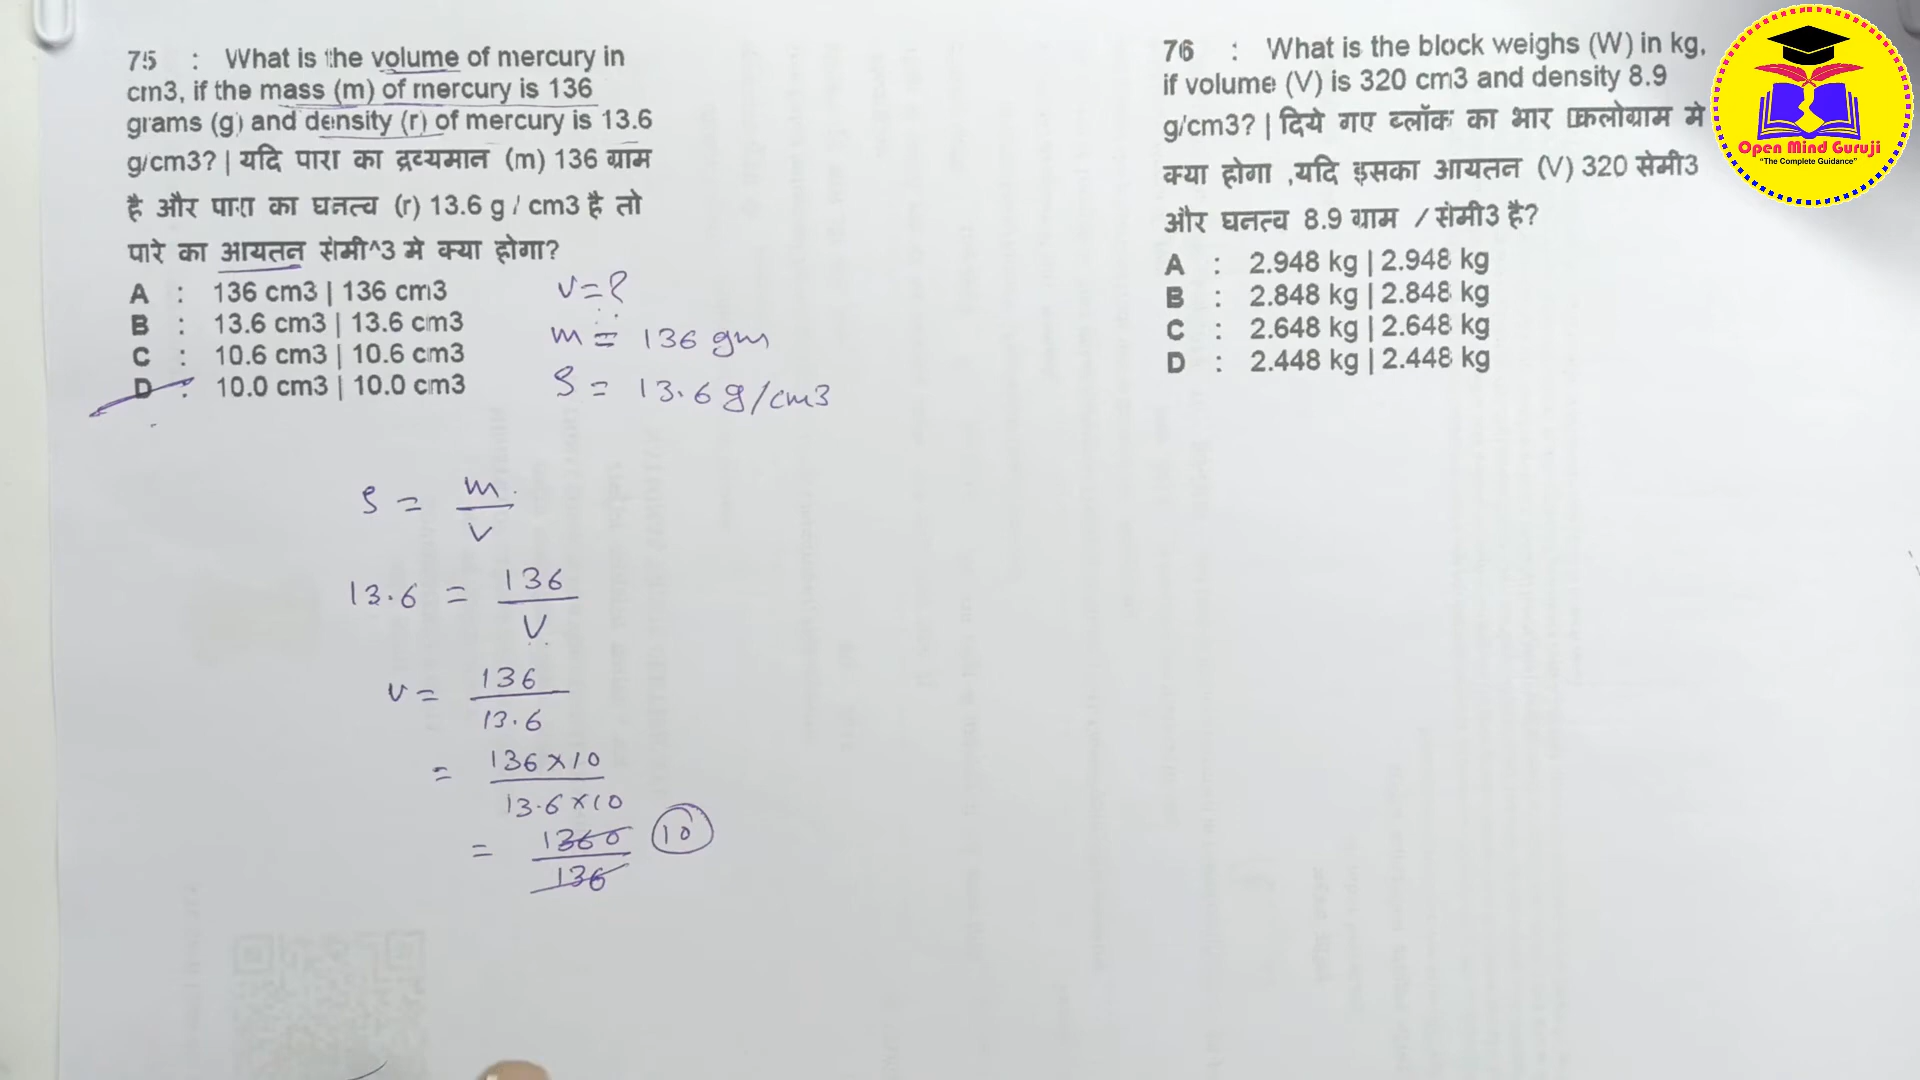 75 : What is the volume of mercury in
cm3, if the mass (m) of mercury is 136
grams (g) and density (r) of mercury is 13.6
g/cm3? | यदि पारा का द्रव्यमान (m) 136 ग्राम
है और पारा का घनत्व (r) 13.6 g / cm3 है तो
पारे का आयतन सेमी^3 मे क्या होगा?
A : 136 cm3 | 136 cm3
B : 13.6 cm3 | 13.6 cm3
C : 10.6 cm3 | 10.6 cm3
D : 10.0 cm3 | 10.0 cm3
v = ?
m = 136 gm
S = 13.6 g/cm3
S = m
v
13.6 = 136
V
v = 136
13.6
= 136 × 10
13.6 × 10
= 1360 10
136
76 : What is the block weighs (W) in kg,
if volume (V) is 320 cm3 and density 8.9
g/cm3? | दिये गए ब्लॉक का भार किलोग्राम मे
क्या होगा ,यदि इसका आयतन (V) 320 सेमी3
और घनत्व 8.9 ग्राम / सेमी3 है?
A : 2.948 kg | 2.948 kg
B : 2.848 kg | 2.848 kg
C : 2.648 kg | 2.648 kg
D : 2.448 kg | 2.448 kg
Open Mind Guruji
"The Complete Guidance"